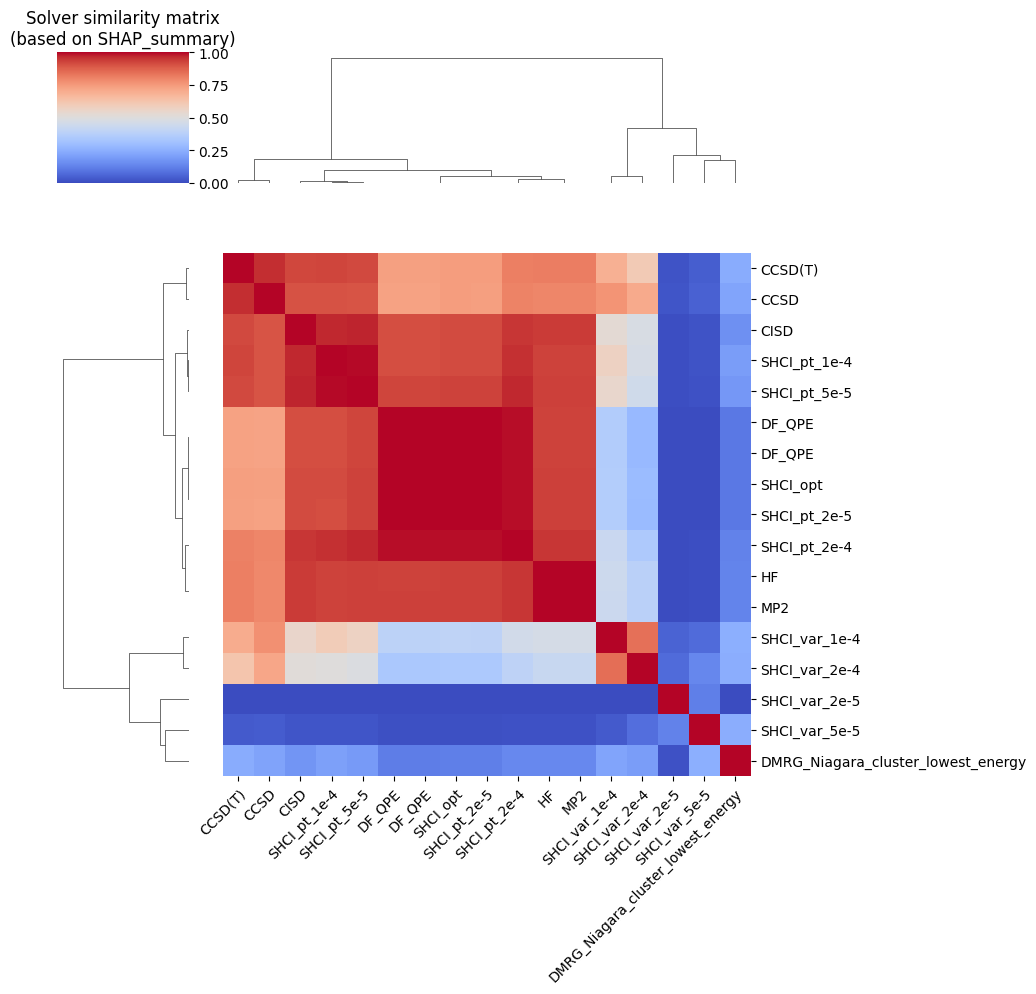 Solver similarity matrix
(based on SHAP_summary)
1.00
0.75
0.50
0.25
0.00
CCSD(T)
CCSD
CISD
SHCI_pt_1e-4
SHCI_pt_5e-5
DF_QPE
DF_QPE
SHCI_opt
SHCI_pt_2e-5
SHCI_pt_2e-4
HF
MP2
SHCI_var_1e-4
SHCI_var_2e-4
SHCI_var_2e-5
SHCI_var_5e-5
DMRG_Niagara_cluster_lowest_energy
CCSD(T)
CCSD
CISD
SHCI_pt_1e-4
SHCI_pt_5e-5
DF_QPE
DF_QPE
SHCI_opt
SHCI_pt_2e-5
SHCI_pt_2e-4
HF
MP2
SHCI_var_1e-4
SHCI_var_2e-4
SHCI_var_2e-5
SHCI_var_5e-5
DMRG_Niagara_cluster_lowest_energy